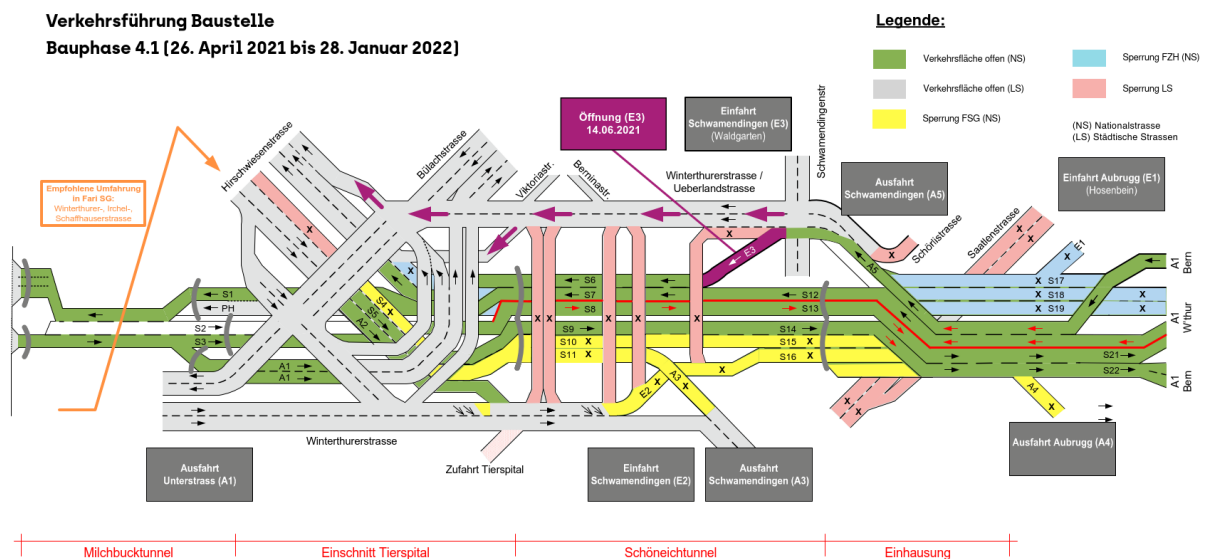 Verkehrsführung Baustelle
Bauphase 4.1 (26. April 2021 bis 28. Januar 2022)
Legende:
Verkehrsfläche offen (NS)
Sperrung FZH (NS)
Verkehrsfläche offen (LS)
Sperrung LS
Sperrung FSG (NS)
(NS) Nationalstrasse
(LS) Städtische Strassen
Empfohlene Umfahrung
in Fari SG:
Winterthurer-, Irchel-,
Schaffhauserstrasse
Hirschwiesenstrasse
Bülachstrasse
Öffnung (E3)
14.06.2021
Viktoriastr.
Berninastr.
Einfahrt
Schwamendingen (E3)
(Waldgarten)
Winterthurerstrasse /
Ueberlandstrasse
Schwamendingenstr
Ausfahrt
Schwamendingen (A5)
Einfahrt Aubrugg (E1)
(Hosenbein)
Schörlistrasse
Saatlenstrasse
E1
A1
Bern
X
E3
A5
S1
PH
S2
S3
S4
S5
A2
X
X
S6
S7
S8
S9
S10
X
S11
X
X X X X
S12
S13
S14
S15
X
S16
X
S17
X
S18
X
X
S19
X
X
A1
W'thur
S21
S22
A1
Bern
A1
A1
E2
X
A3
X
X
X
A4
X
Winterthurerstrasse
Zufahrt Tierspital
Ausfahrt
Unterstrass (A1)
Einfahrt
Schwamendingen (E2)
Ausfahrt
Schwamendingen (A3)
Ausfahrt Aubrugg (A4)
Milchbucktunnel
Einschnitt Tierspital
Schöneichtunnel
Einhausung